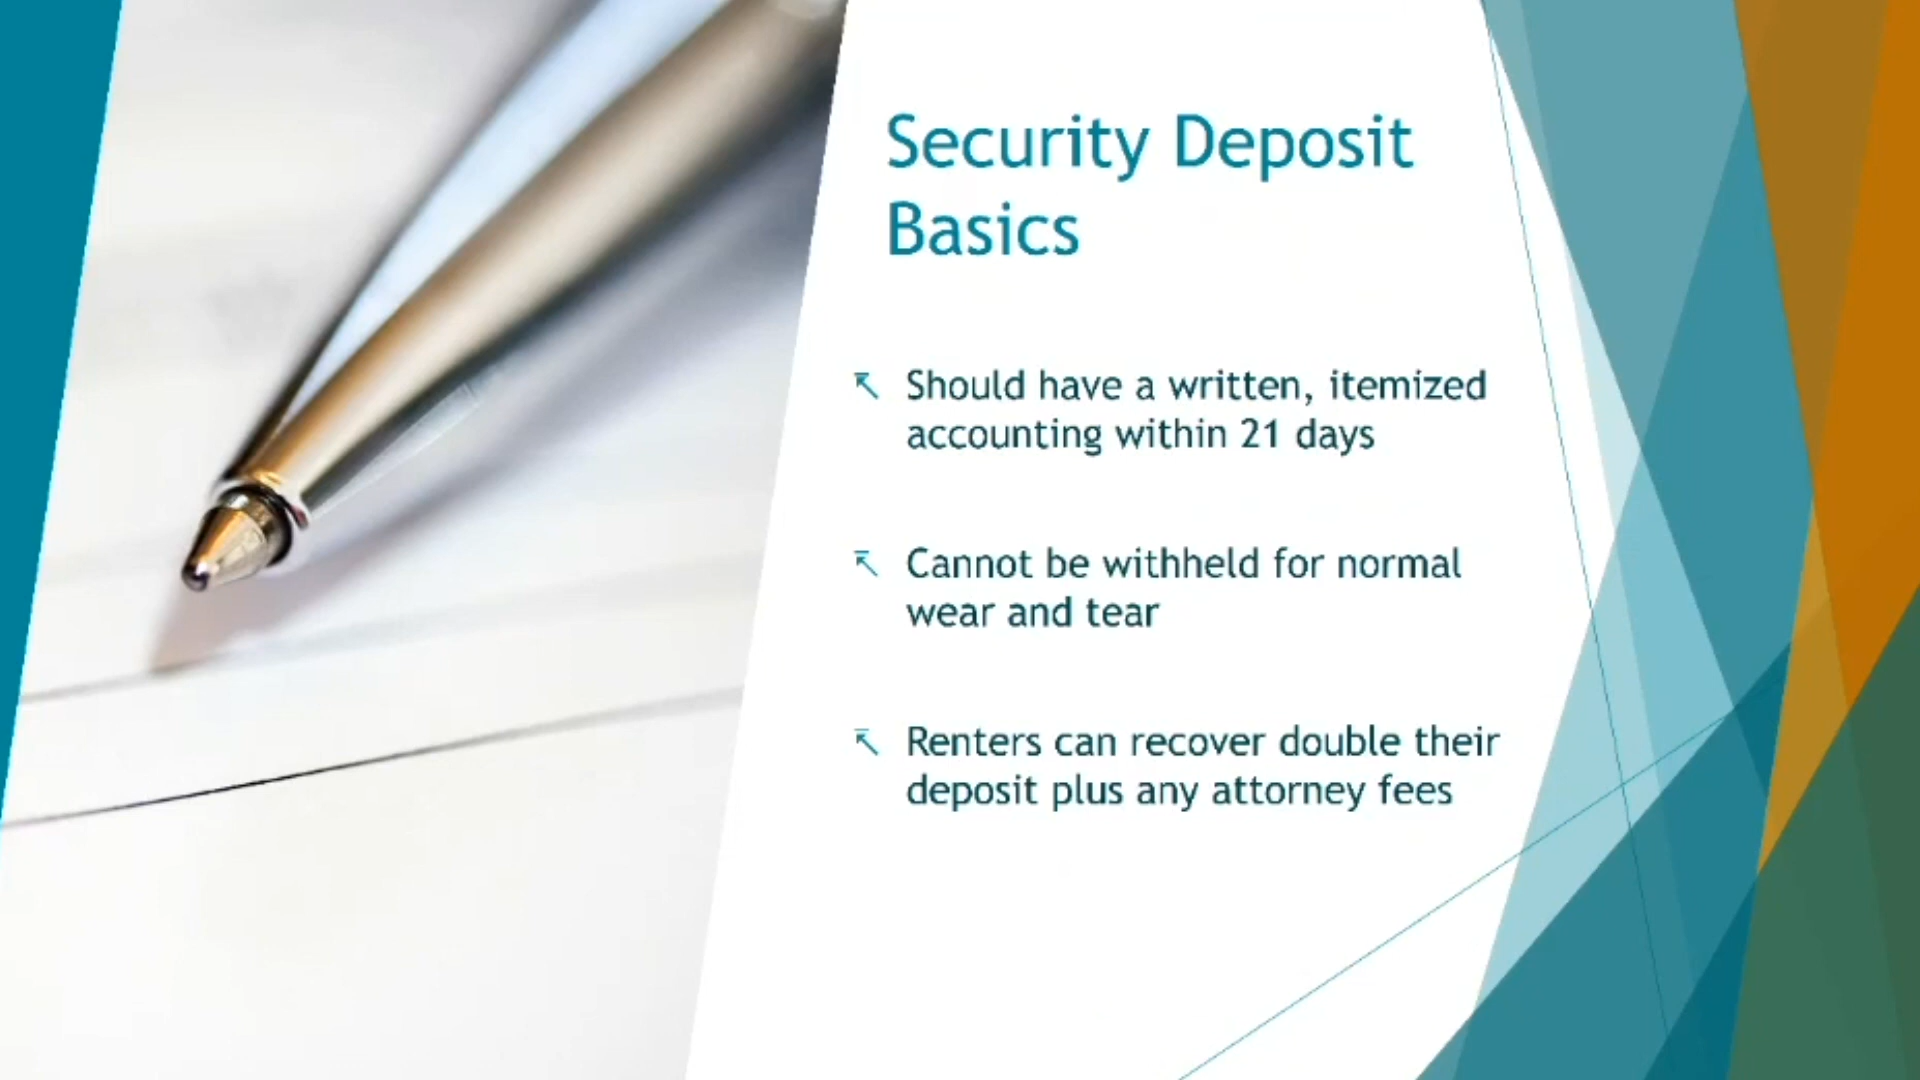 Security Deposit
Basics
Should have a written, itemized
accounting within 21 days
Cannot be withheld for normal
wear and tear
Renters can recover double their
deposit plus any attorney fees